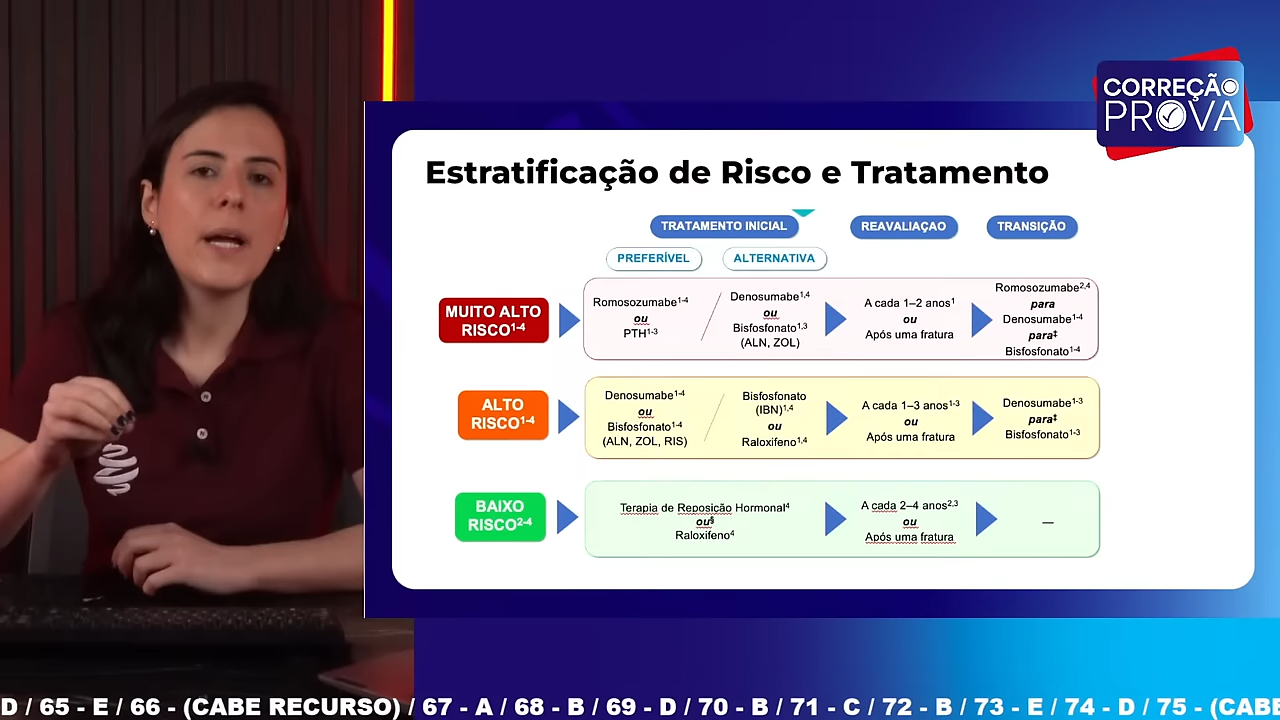 CORREÇÃO
PROVA
Estratificação de Risco e Tratamento
TRATAMENTO INICIAL
REAVALIAÇAO
TRANSIÇÃO
PREFERÍVEL
ALTERNATIVA
MUITO ALTO
RISCO¹⁻⁴
Romosozumabe¹⁻⁴
ou
PTH¹⁻³
Denosumabe¹,⁴
ou
Bisfosfonato¹,³
(ALN, ZOL)
A cada 1–2 anos¹
ou
Após uma fratura
Romosozumabe²,⁴
para
Denosumabe¹⁻⁴
para‡
Bisfosfonato¹⁻⁴
ALTO
RISCO¹⁻⁴
Denosumabe¹⁻⁴
ou
Bisfosfonato¹⁻⁴
(ALN, ZOL, RIS)
Bisfosfonato
(IBN)¹,⁴
ou
Raloxifeno¹,⁴
A cada 1–3 anos¹⁻³
ou
Após uma fratura
Denosumabe¹⁻³
para‡
Bisfosfonato¹⁻³
BAIXO
RISCO²⁻⁴
Terapia de Reposição Hormonal⁴
ou§
Raloxifeno⁴
A cada 2–4 anos²,³
ou
Após uma fratura
—
D / 65 - E / 66 - (CABE RECURSO) / 67 - A / 68 - B / 69 - D / 70 - B / 71 - C / 72 - B / 73 - E / 74 - D / 75 - (CABE